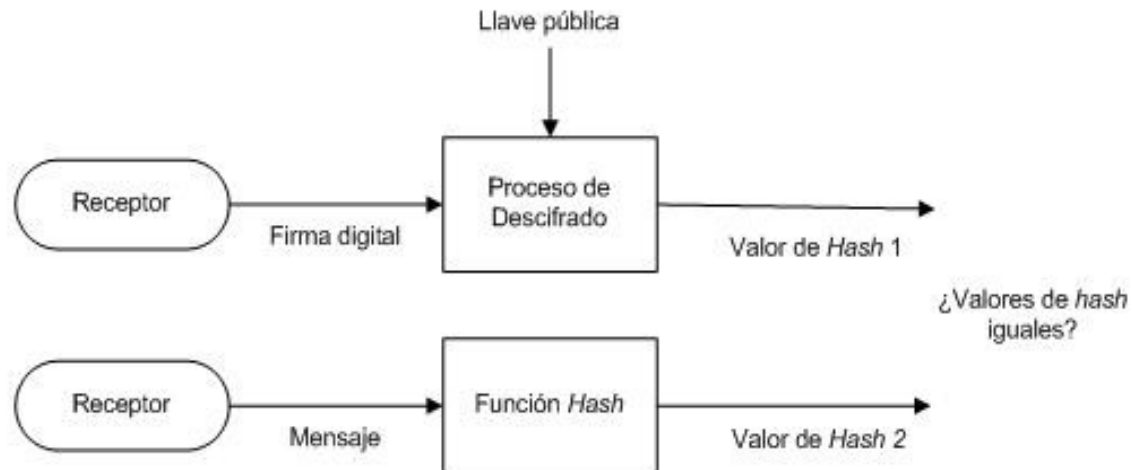 Llave pública
Receptor
Firma digital
Proceso de
Descifrado
Valor de Hash 1
¿Valores de hash
iguales?
Receptor
Mensaje
Función Hash
Valor de Hash 2